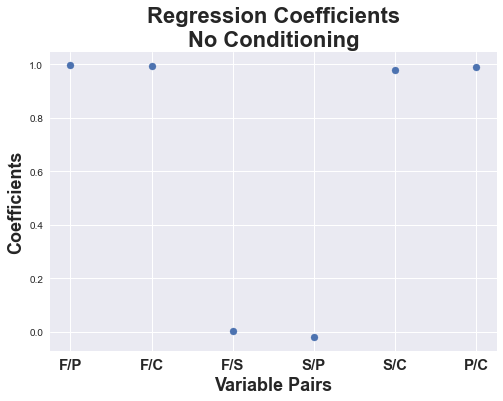 Regression Coefficients
No Conditioning
Coefficients
1.0
0.8
0.6
0.4
0.2
0.0
F/P F/C F/S S/P S/C P/C
Variable Pairs